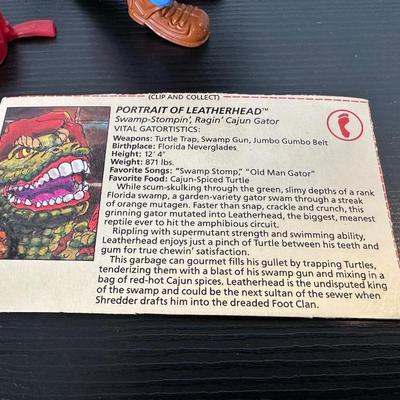 (CLIP AND COLLECT)
PORTRAIT OF LEATHERHEAD™
Swamp-Stompin', Ragin' Cajun Gator
VITAL GATORTISTICS:
Weapons: Turtle Trap, Swamp Gun, Jumbo Gumbo Belt
Birthplace: Florida Neverglades
Height: 12' 4"
Weight: 871 lbs.
Favorite Songs: "Swamp Stomp," "Old Man Gator"
Favorite Food: Cajun-Spiced Turtle
While scum-skulking through the green, slimy depths of a rank
Florida swamp, a garden-variety gator swam through a streak
of orange mutagen. Faster than snap, crackle and crunch, this
grinning gator mutated into Leatherhead, the biggest, meanest
reptile ever to hit the amphibious circuit.
Rippling with supermutant strength and swimming ability,
Leatherhead enjoys just a pinch of Turtle between his teeth and
gum for true chewin' satisfaction.
This garbage can gourmet fills his gullet by trapping Turtles,
tenderizing them with a blast of his swamp gun and mixing in a
bag of red-hot Cajun spices. Leatherhead is the undisputed king
of the swamp and could be the next sultan of the sewer when
Shredder drafts him into the dreaded Foot Clan.